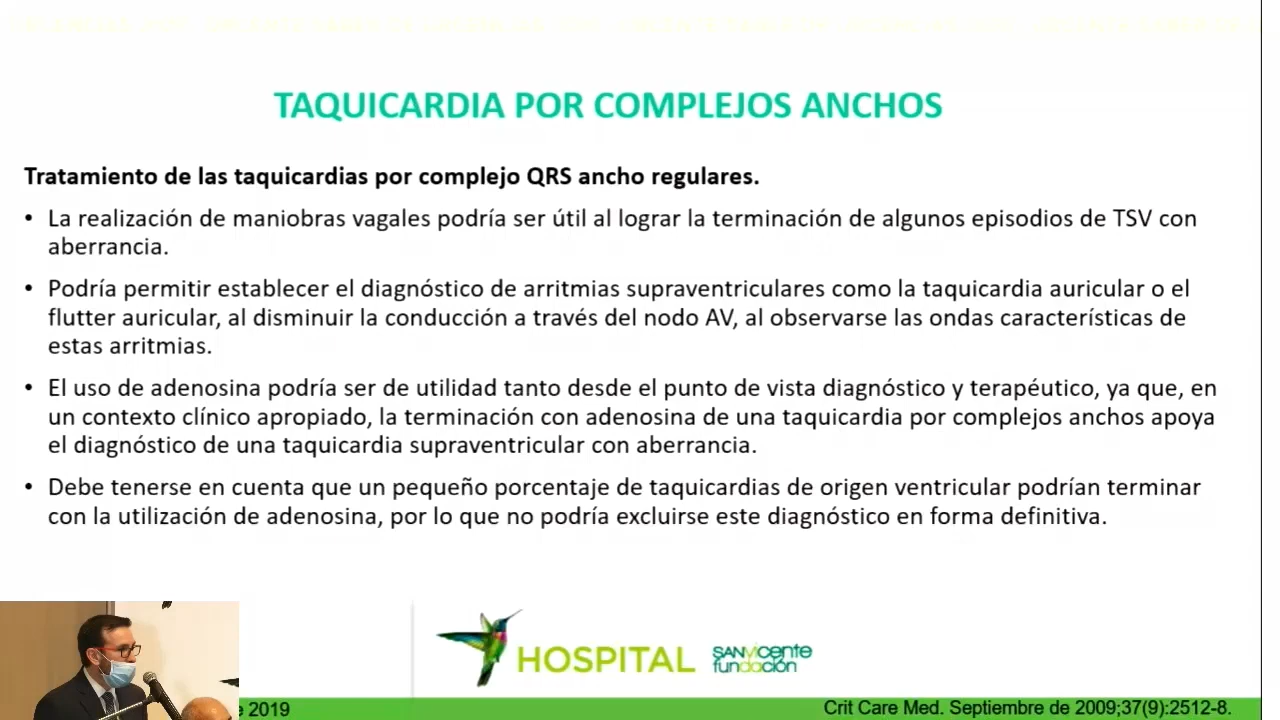 TAQUICARDIA POR COMPLEJOS ANCHOS
Tratamiento de las taquicardias por complejo QRS ancho regulares.
• La realización de maniobras vagales podría ser útil al lograr la terminación de algunos episodios de TSV con
aberrancia.
• Podría permitir establecer el diagnóstico de arritmias supraventriculares como la taquicardia auricular o el
flutter auricular, al disminuir la conducción a través del nodo AV, al observarse las ondas características de
estas arritmias.
• El uso de adenosina podría ser de utilidad tanto desde el punto de vista diagnóstico y terapéutico, ya que, en
un contexto clínico apropiado, la terminación con adenosina de una taquicardia por complejos anchos apoya
el diagnóstico de una taquicardia supraventricular con aberrancia.
• Debe tenerse en cuenta que un pequeño porcentaje de taquicardias de origen ventricular podrían terminar
con la utilización de adenosina, por lo que no podría excluirse este diagnóstico en forma definitiva.
HOSPITAL
SANVicente
fundación
e 2019
Crit Care Med. Septiembre de 2009;37(9):2512-8.